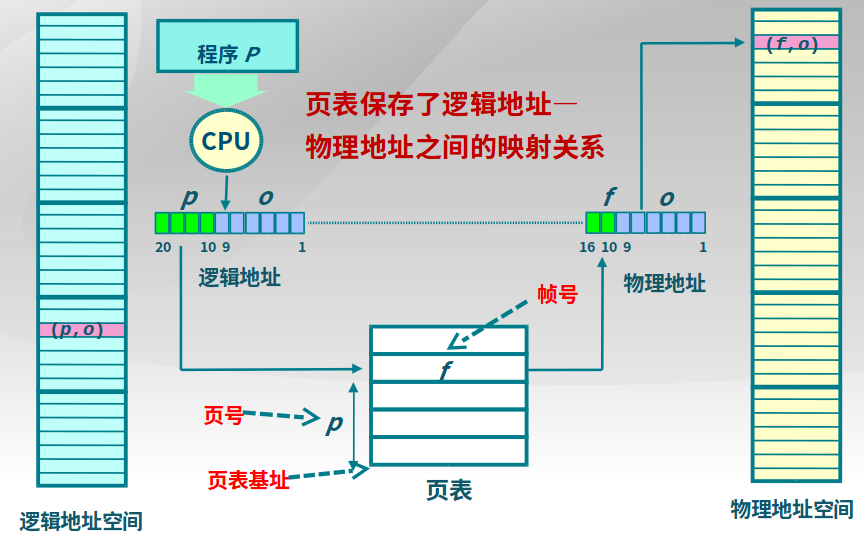 程序 P
(f,o)
页表保存了逻辑地址—
CPU
物理地址之间的映射关系
p
o
f
o
20
10
9
1
16
10
9
1
逻辑地址
物理地址
帧号
(p,o)
f
页号
p
页表基址
页表
逻辑地址空间
物理地址空间